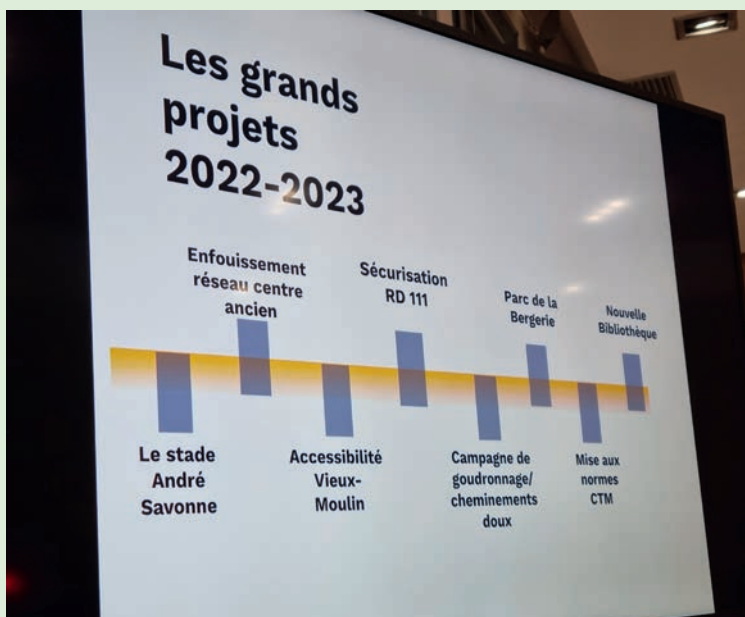 Les grands
projets
2022-2023
Enfouissement
réseau centre
ancien
Sécurisation
RD 111
Parc de la
Bergerie
Nouvelle
Bibliothèque
Le stade
André
Savonne
Accessibilité
Vieux-
Moulin
Campagne de
goudronnage/
cheminements
doux
Mise aux
normes
CTM